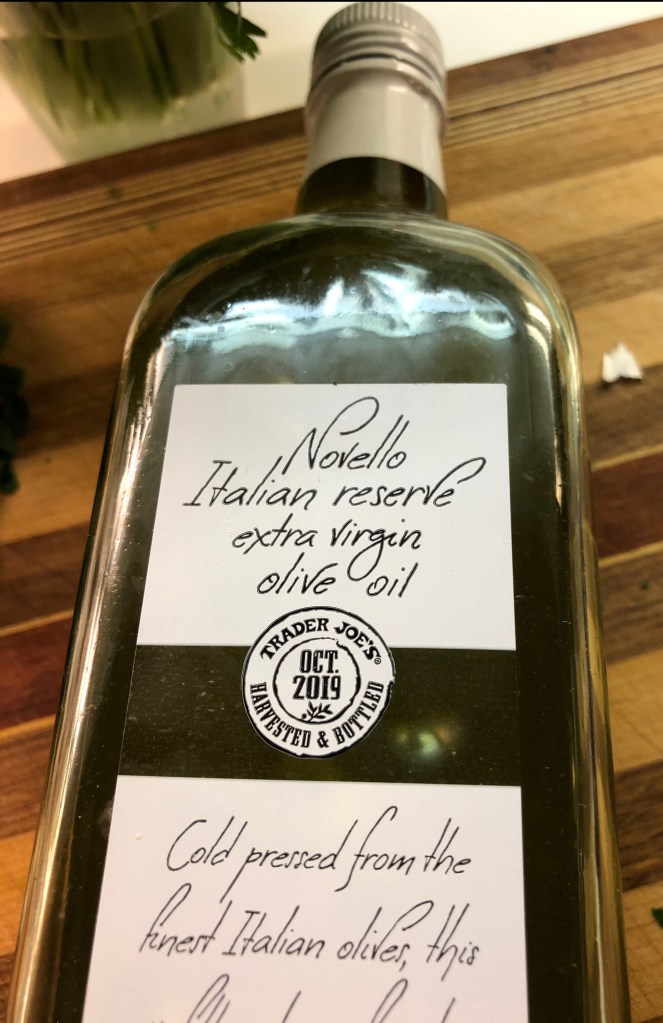 Novello
Italian reserve
extra virgin
olive oil
TRADER JOE'S®
OCT.
2019
HARVESTED & BOTTLED
Cold pressed from the
finest Italian olives, this